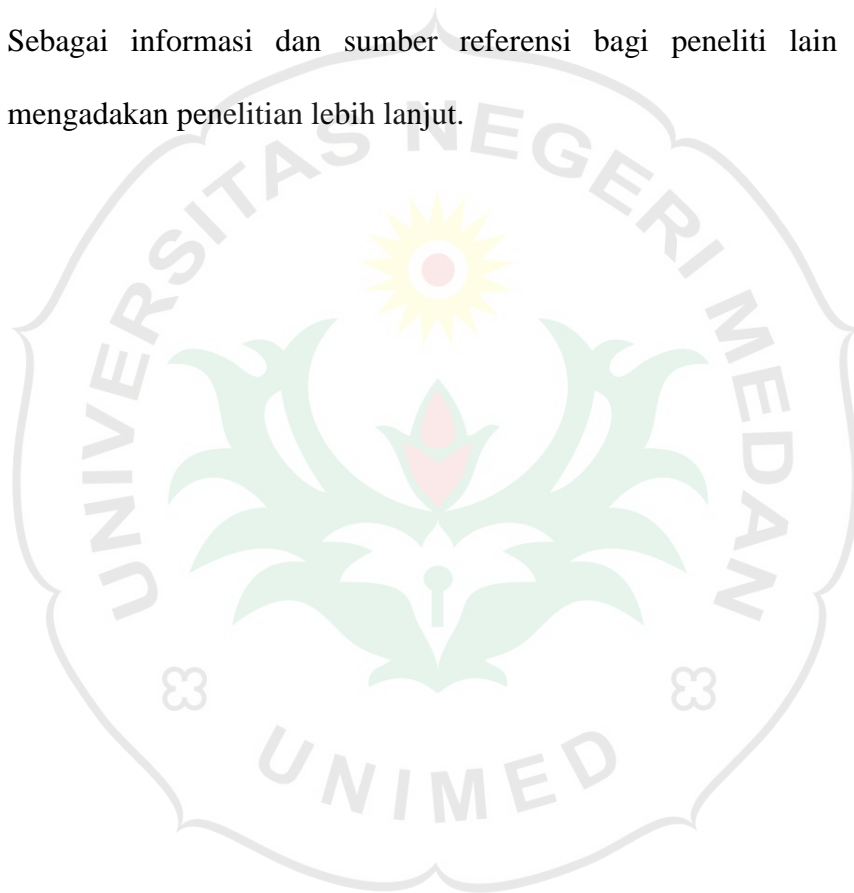 Sebagai informasi dan sumber referensi bagi peneliti lain
mengadakan penelitian lebih lanjut.
UNIVERSITAS NEGERI MEDAN
UNIMED